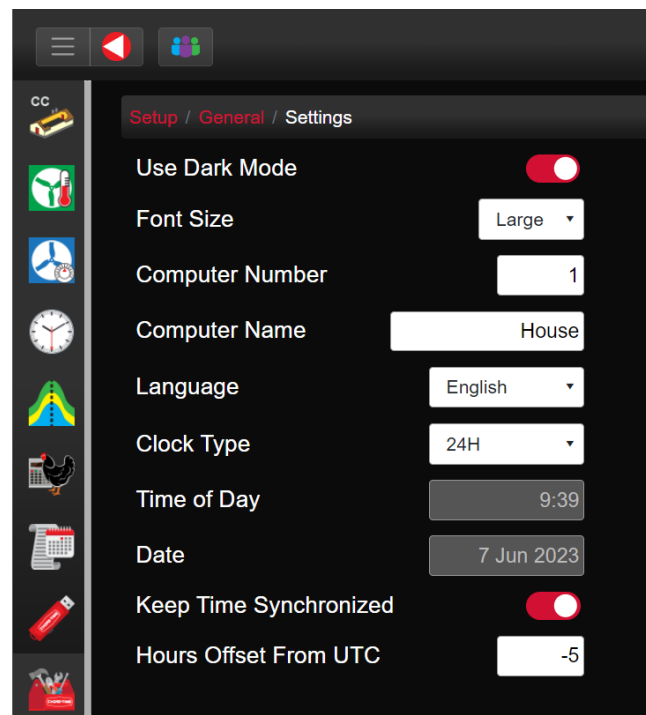 CC
Setup / General / Settings
Use Dark Mode
Font Size Large
Computer Number 1
Computer Name House
Language English
Clock Type 24H
Time of Day 9:39
Date 7 Jun 2023
Keep Time Synchronized
Hours Offset From UTC -5